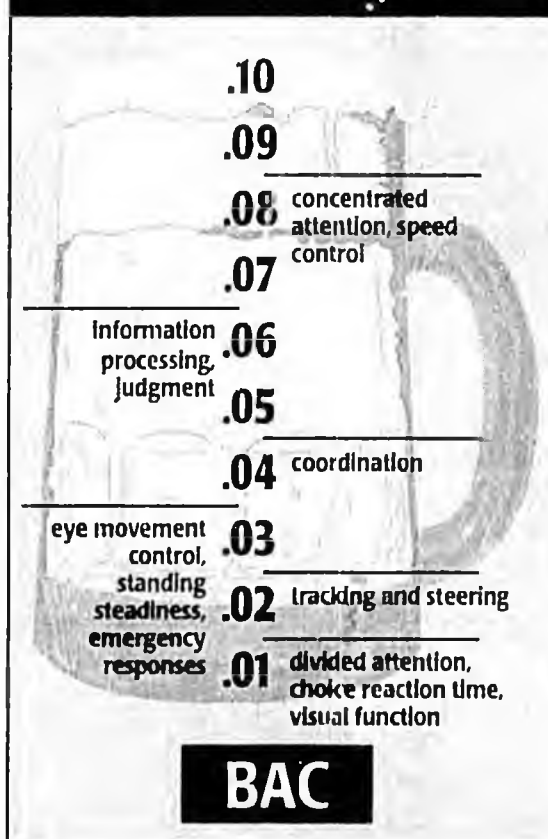 .10
.09
.08
concentrated
attention, speed
control
.07
information
processing,
judgment
.06
.05
.04
coordination
eye movement
control,
standing
steadiness,
emergency
responses
.03
.02
tracking and steering
.01
divided attention,
choice reaction time,
visual function
BAC